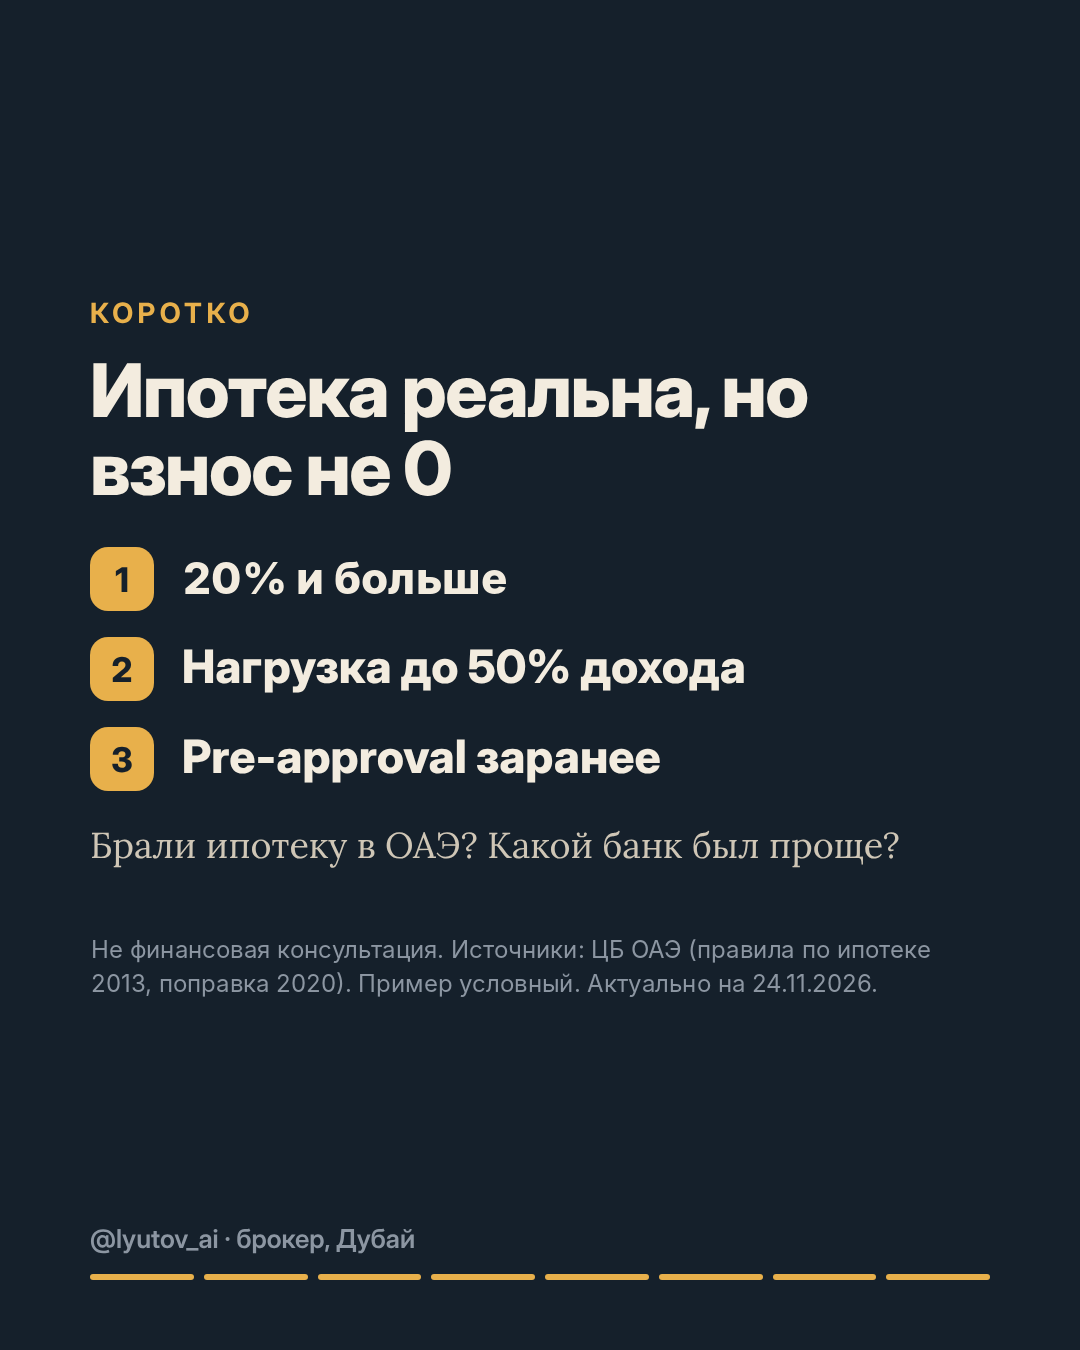 КОРОТКО
Ипотека реальна, но
взнос не 0
1 20% и больше
2 Нагрузка до 50% дохода
3 Pre-approval заранее
Брали ипотеку в ОАЭ? Какой банк был проще?
Не финансовая консультация. Источники: ЦБ ОАЭ (правила по ипотеке
2013, поправка 2020). Пример условный. Актуально на 24.11.2026.
@lyutov_ai · брокер, Дубай